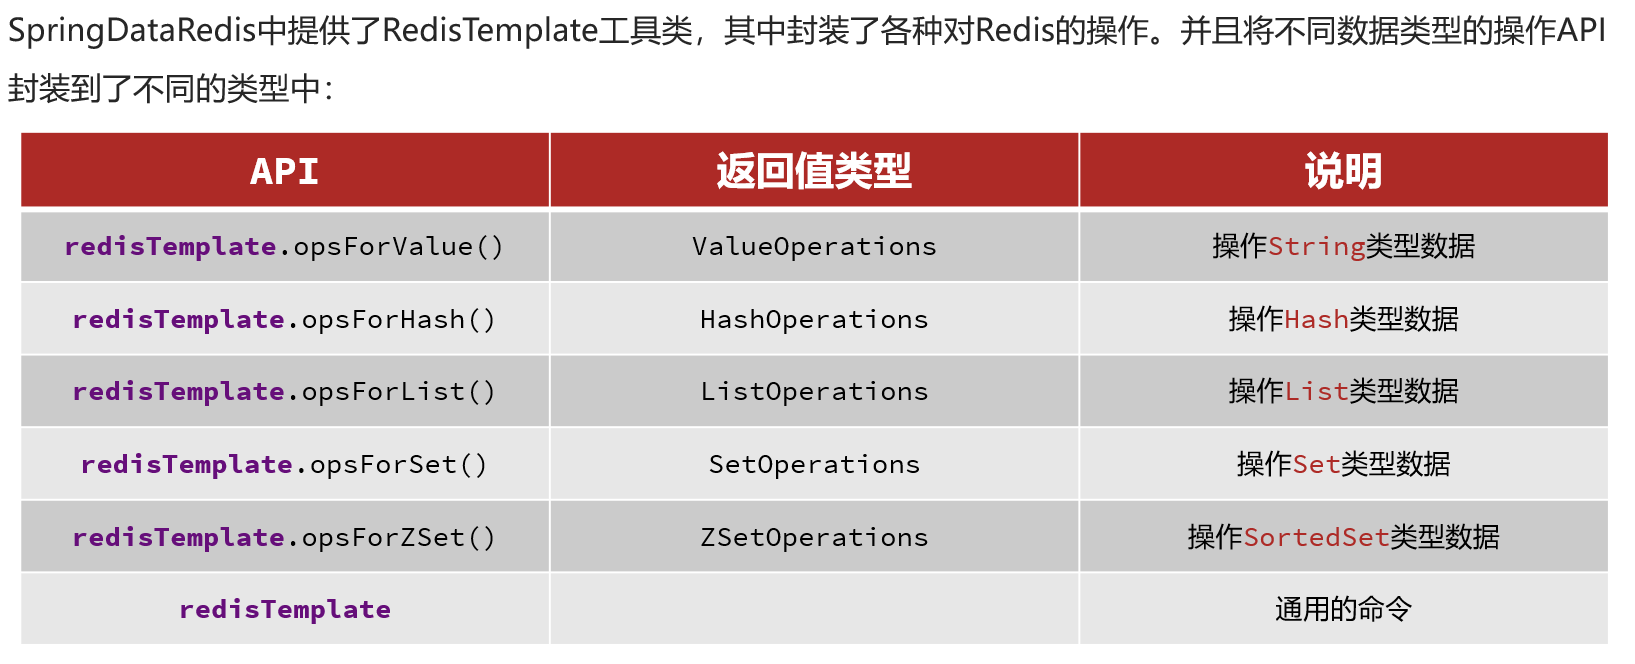 SpringDataRedis中提供了RedisTemplate工具类，其中封装了各种对Redis的操作。并且将不同数据类型的操作API
封装到了不同的类型中：
API 返回值类型 说明
redisTemplate.opsForValue() ValueOperations 操作String类型数据
redisTemplate.opsForHash() HashOperations 操作Hash类型数据
redisTemplate.opsForList() ListOperations 操作List类型数据
redisTemplate.opsForSet() SetOperations 操作Set类型数据
redisTemplate.opsForZSet() ZSetOperations 操作SortedSet类型数据
redisTemplate 通用的命令